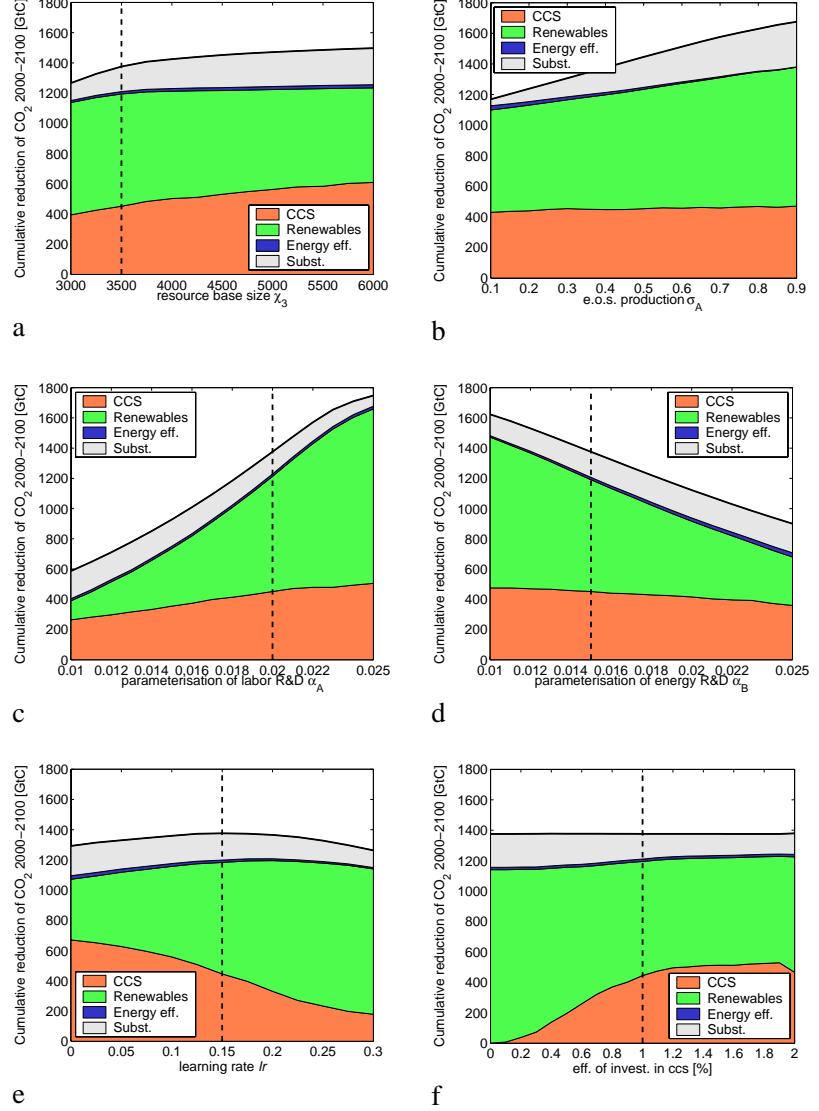 Cumulative reduction of CO2 2000−2100 [GtC]
1800
1600
1400
1200
1000
800
600
400
200
0
CCS
Renewables
Energy eff.
Subst.
3000 3500 4000 4500 5000 5500 6000
resource base size χ3
a
Cumulative reduction of CO2 2000−2100 [GtC]
1800
1600
1400
1200
1000
800
600
400
200
0
CCS
Renewables
Energy eff.
Subst.
0.1 0.2 0.3 0.4 0.5 0.6 0.7 0.8 0.9
e.o.s. production σA
b
Cumulative reduction of CO2 2000−2100 [GtC]
1800
1600
1400
1200
1000
800
600
400
200
0
CCS
Renewables
Energy eff.
Subst.
0.01 0.012 0.014 0.016 0.018 0.02 0.022 0.025
parameterisation of labor R&D αA
c
Cumulative reduction of CO2 2000−2100 [GtC]
1800
1600
1400
1200
1000
800
600
400
200
0
CCS
Renewables
Energy eff.
Subst.
0.01 0.012 0.014 0.016 0.018 0.02 0.022 0.025
parameterisation of energy R&D αB
d
Cumulative reduction of CO2 2000−2100 [GtC]
1800
1600
1400
1200
1000
800
600
400
200
0
CCS
Renewables
Energy eff.
Subst.
0 0.05 0.1 0.15 0.2 0.25 0.3
learning rate lr
e
Cumulative reduction of CO2 2000−2100 [GtC]
1800
1600
1400
1200
1000
800
600
400
200
0
CCS
Renewables
Energy eff.
Subst.
0 0.2 0.4 0.6 0.8 1 1.2 1.4 1.6 1.8 2
eff. of invest. in ccs [%]
f